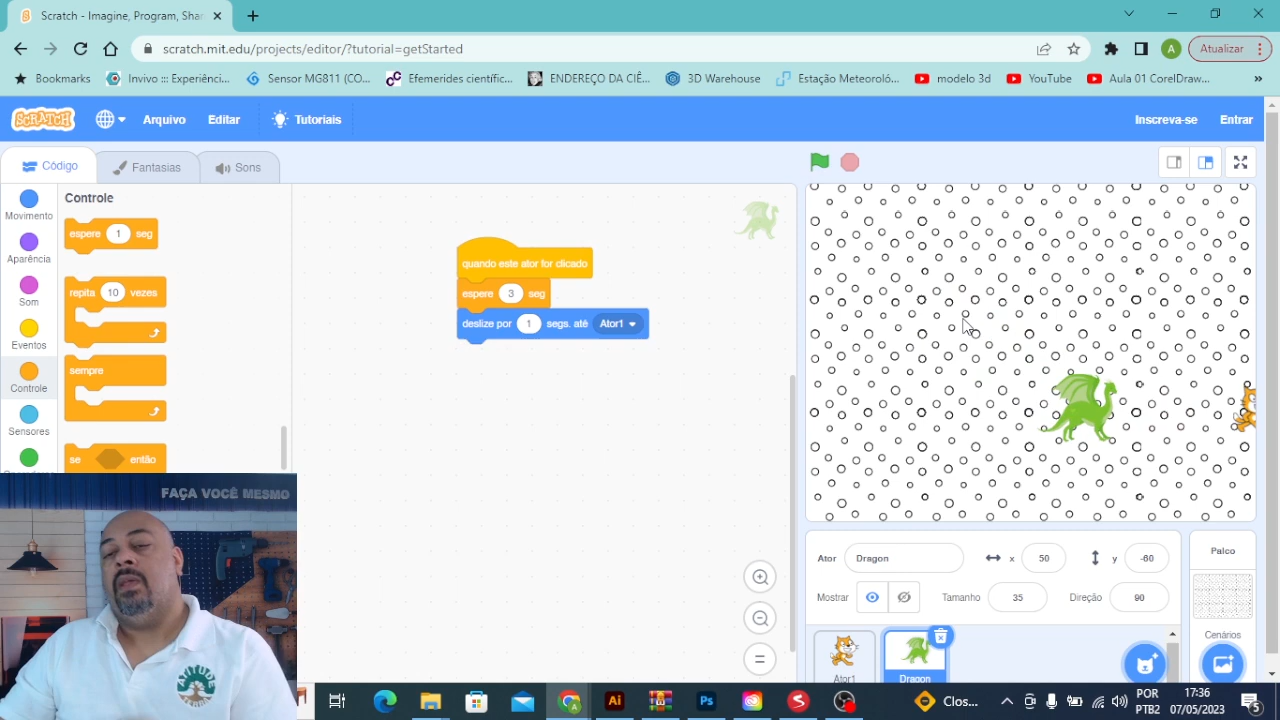 Scratch - Imagine, Program, Shar
scratch.mit.edu/projects/editor/?tutorial=getStarted
A
Atualizar
Bookmarks
Invivo ::: Experiênci...
Sensor MG811 (CO...
Efemerides científic...
ENDEREÇO DA CIÊ...
3D Warehouse
Estação Meteoroló...
modelo 3d
YouTube
Aula 01 CorelDraw...
SCRATCH
Arquivo
Editar
Tutoriais
Inscreva-se
Entrar
Código
Fantasias
Sons
Movimento
Aparência
Som
Eventos
Controle
Sensores
Controle
espere 1 seg
repita 10 vezes
sempre
se então
quando este ator for clicado
espere 3 seg
deslize por 1 segs. até Ator1
Ator Dragon x 50 y -60
Mostrar Tamanho 35 Direção 90
Ator1
Dragon
Palco
Cenários
FAÇA VOCÊ MESMO
Ai
Ps
Clos...
POR
PTB2
17:36
07/05/2023
5